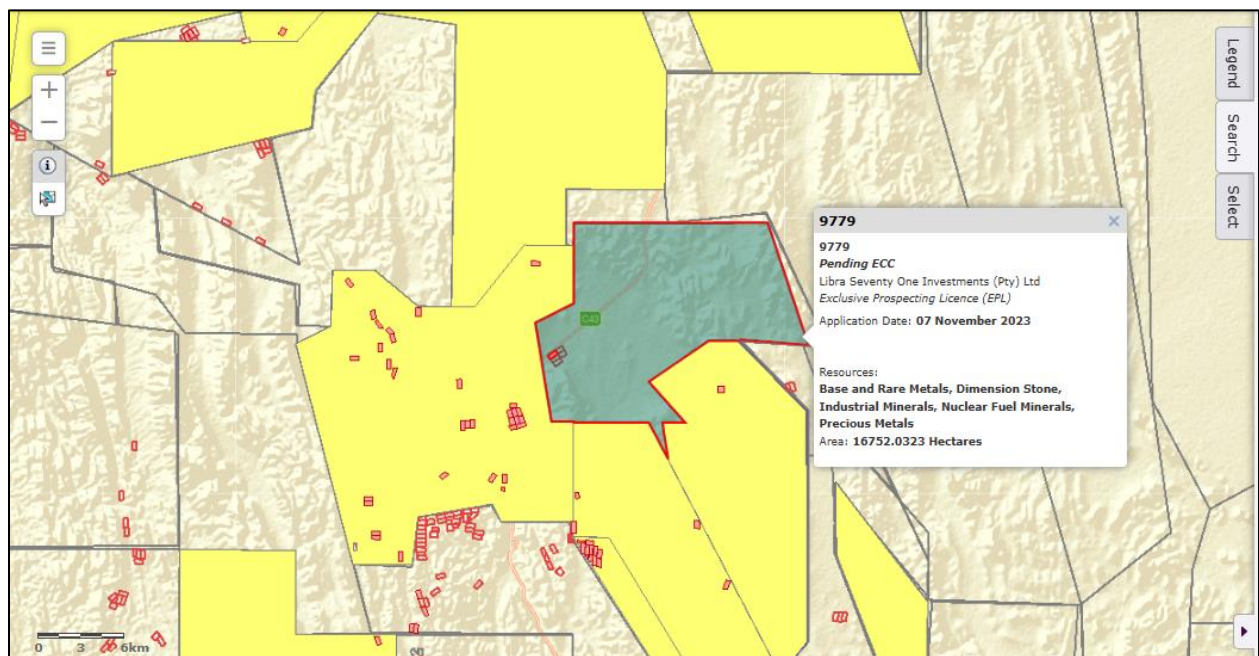 Legend
Search
Select
9779
9779
Pending ECC
Libra Seventy One Investments (Pty) Ltd
Exclusive Prospecting Licence (EPL)
Application Date: 07 November 2023
Resources:
Base and Rare Metals, Dimension Stone,
Industrial Minerals, Nuclear Fuel Minerals,
Precious Metals
Area: 16752.0323 Hectares
C43
0 3 6km